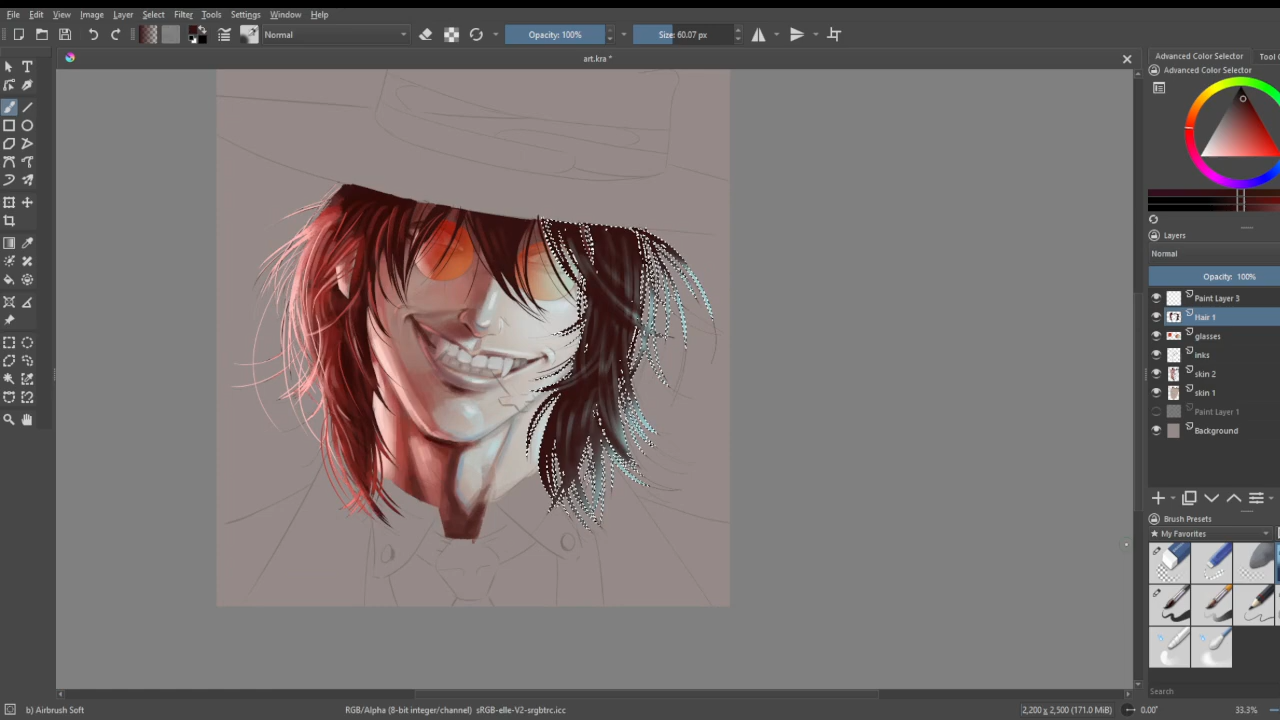 File Edit View Image Layer Select Filter Tools Settings Window Help
Normal Opacity: 100% Size: 60.07 px
art.kra *
Advanced Color Selector Tool
Advanced Color Selector
Layers
Normal
Opacity: 100%
Paint Layer 3
Hair 1
glasses
inks
skin 2
skin 1
Paint Layer 1
Background
Brush Presets
My Favorites
Search
b) Airbrush Soft RGB/Alpha (8-bit integer/channel) sRGB-elle-V2-srgbtrc.icc 2,200 x 2,500 (171.0 MiB) 0.00° 33.3%